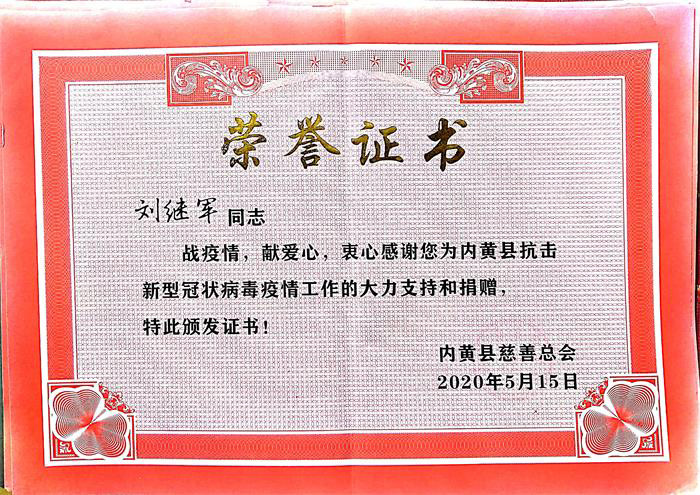 荣誉证书
刘继军 同志
战疫情，献爱心，衷心感谢您为内黄县抗击
新型冠状病毒疫情工作的大力支持和捐赠，
特此颁发证书！
内黄县慈善总会
2020年5月15日